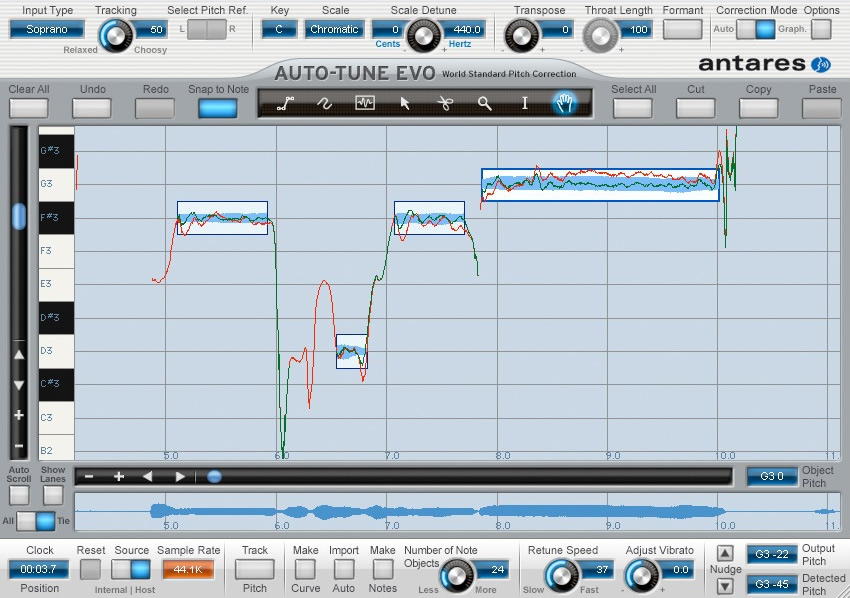 Input Type Tracking Select Pitch Ref. Key Scale Scale Detune Transpose Throat Length Formant Correction Mode Options
Soprano 50 L R C Chromatic 0 440.0 0 100 Auto Graph.
Relaxed Choosy Cents - + Hertz - + - +
AUTO-TUNE EVO World Standard Pitch Correction antares
Clear All Undo Redo Snap to Note Select All Cut Copy Paste
G#3
G3
F#3
F3
E3
D#3
D3
C#3
C3
B2
5.0 6.0 7.0 8.0 9.0 10.0 11.
Auto Scroll Show Lanes
G3 0 Object Pitch
All Tie
5.0 6.0 7.0 8.0 9.0 10.0 11.
Clock Reset Source Sample Rate Track Make Import Make Number of Note Objects Retune Speed Adjust Vibrato
00:03.7 44.1K 24 37 0.0
Position Internal | Host Pitch Curve Auto Notes Less More Slow Fast - +
Nudge
G3 -22 Output Pitch
G3 -45 Detected Pitch